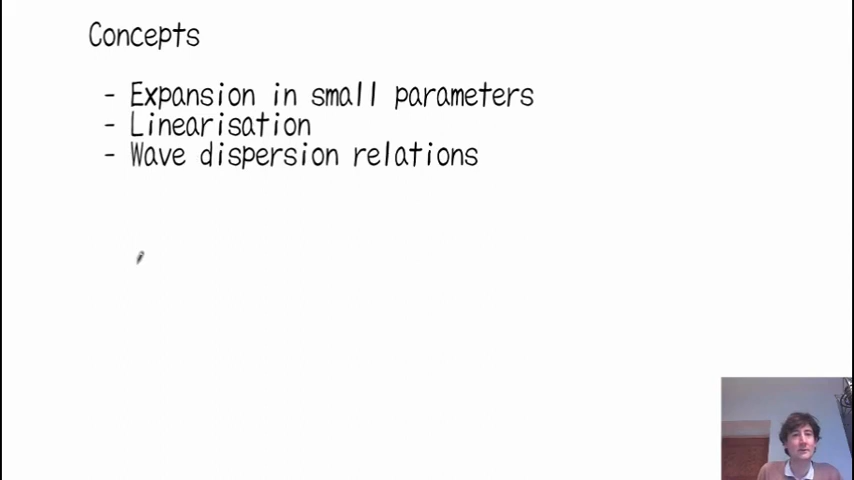 Concepts
- Expansion in small parameters
- Linearisation
- Wave dispersion relations